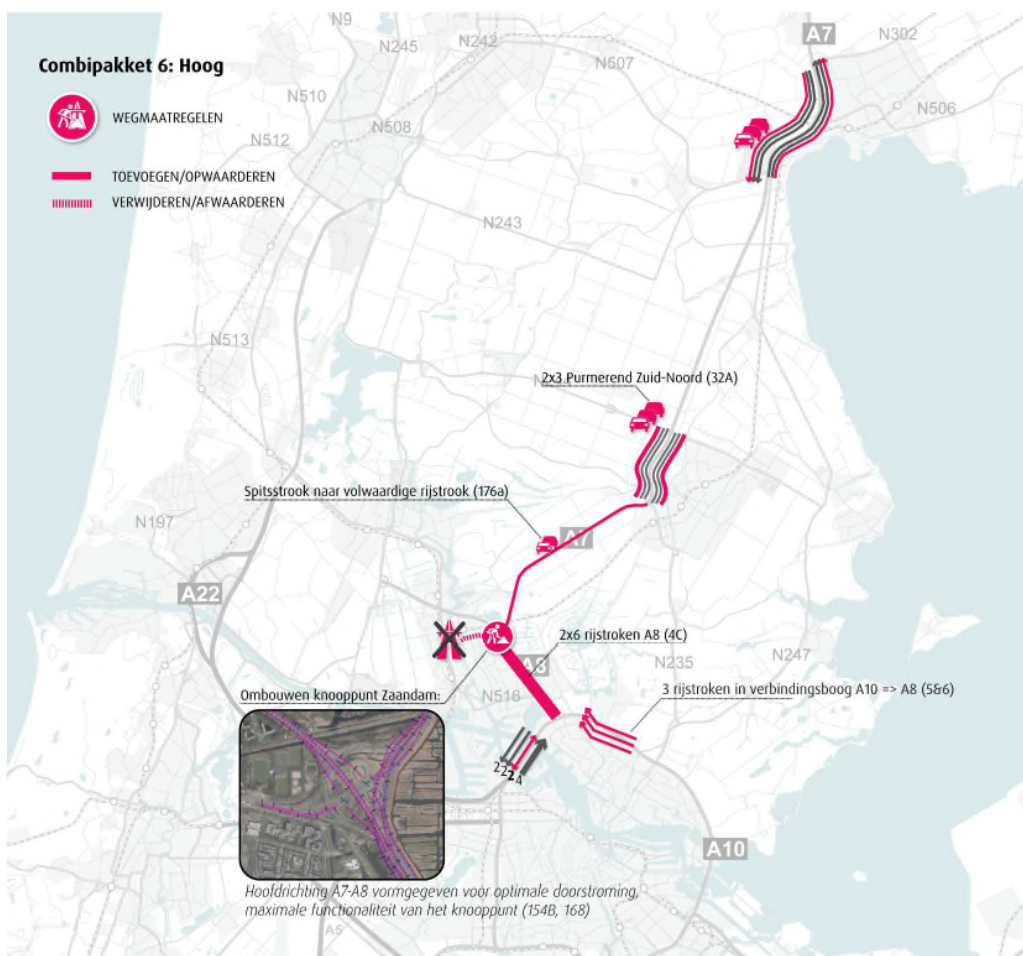 Combipakket 6: Hoog
WEGMAATREGELEN
TOEVOEGEN/OPWAARDEREN
VERWIJDEREN/AFWAARDEREN
N9
N242
N245
A7
N302
N507
N510
N506
N508
N512
N243
N513
2x3 Purmerend Zuid-Noord (32A)
Spitsstrook naar volwaardige rijstrook (176a)
N197
A7
A22
2x6 rijstroken A8 (4C)
A8
N235
N247
Ombouwen knooppunt Zaandam:
N516
3 rijstroken in verbindingsboog A10 => A8 (5&6)
2
2
2
4
A10
Hoofdrichting A7-A8 vormgegeven voor optimale doorstroming,
maximale functionaliteit van het knooppunt (154B, 168)
A5